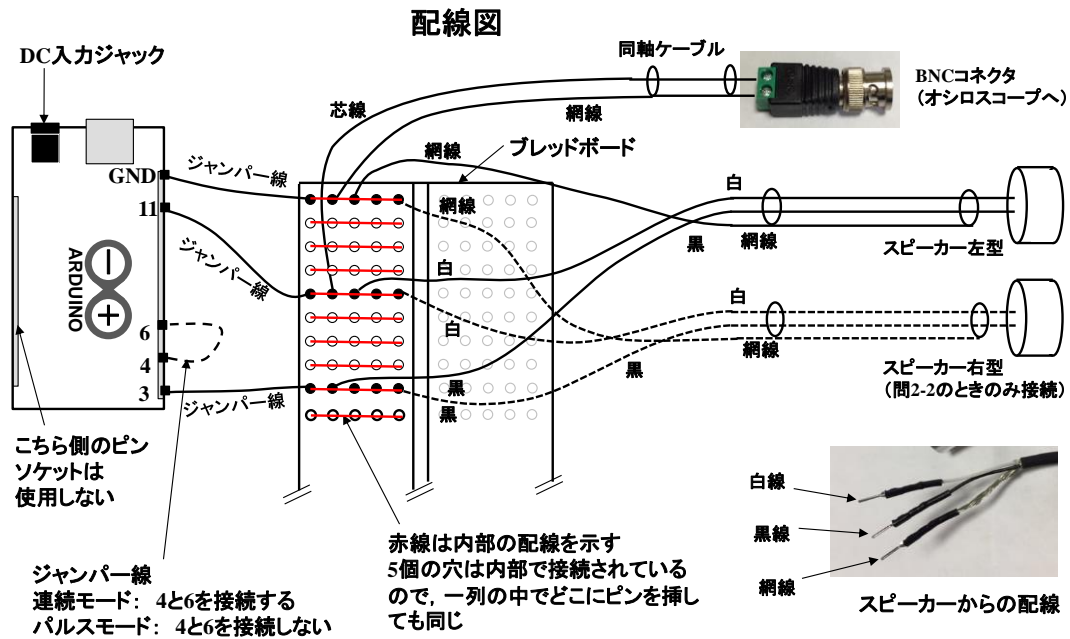 配線図
DC入力ジャック
同軸ケーブル
BNCコネクタ
（オシロスコープへ）
芯線
網線
網線
ブレッドボード
ジャンパー線
GND
11
網線
白
黒
網線
スピーカー左型
ジャンパー線
白
ARDUINO
白
白
網線
6
4
3
黒
黒
黒
ジャンパー線
スピーカー右型
（問2-2のときのみ接続）
こちら側のピン
ソケットは
使用しない
白線
黒線
網線
スピーカーからの配線
赤線は内部の配線を示す
5個の穴は内部で接続されている
ので，一列の中でどこにピンを挿し
ても同じ
ジャンパー線
連続モード： 4と6を接続する
パルスモード： 4と6を接続しない